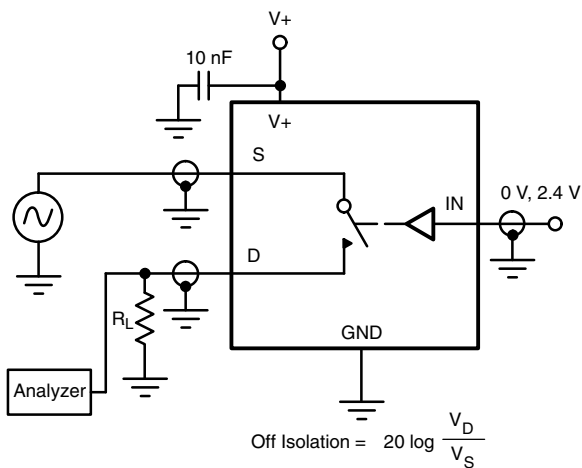 V+
10 nF
V+
S
0 V, 2.4 V
IN
D
R_L
GND
Analyzer
Off Isolation = 20 log V_D / V_S